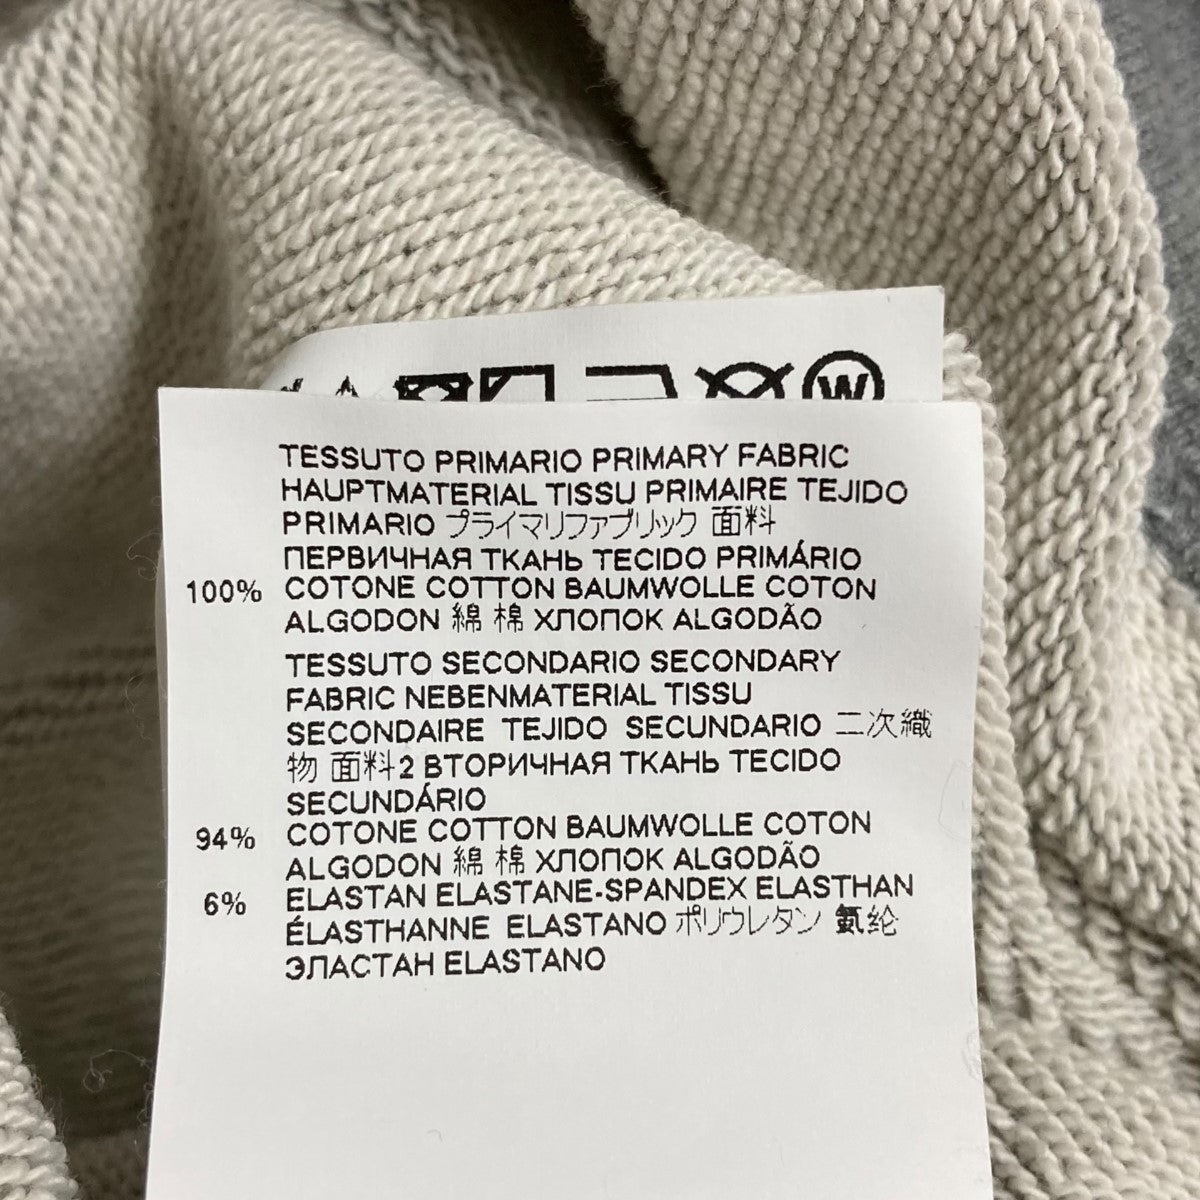 W
TESSUTO PRIMARIO PRIMARY FABRIC
HAUPTMATERIAL TISSU PRIMAIRE TEJIDO
PRIMARIO プライマリファブリック 面料
ПЕРВИЧНАЯ ТКАНЬ TECIDO PRIMÁRIO
100% COTONE COTTON BAUMWOLLE COTON
ALGODON 綿 棉 ХЛОПОК ALGODÃO
TESSUTO SECONDARIO SECONDARY
FABRIC NEBENMATERIAL TISSU
SECONDAIRE TEJIDO SECUNDARIO 二次織
物 面料2 ВТОРИЧНАЯ ТКАНЬ TECIDO
SECUNDÁRIO
94% COTONE COTTON BAUMWOLLE COTON
ALGODON 綿 棉 ХЛОПОК ALGODÃO
6% ELASTAN ELASTANE-SPANDEX ELASTHAN
ÉLASTHANNE ELASTANO ポリウレタン 氨纶
ЭЛАСТАН ELASTANO